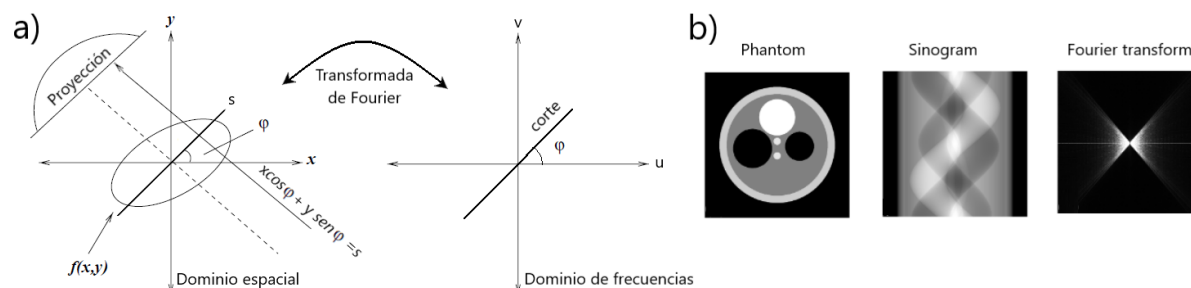 a)
y
Proyección
s
φ
x
xcosφ + y senφ =s
f(x,y)
Dominio espacial
Transformada
de Fourier
v
corte
φ
u
Dominio de frecuencias
b)
Phantom
Sinogram
Fourier transform